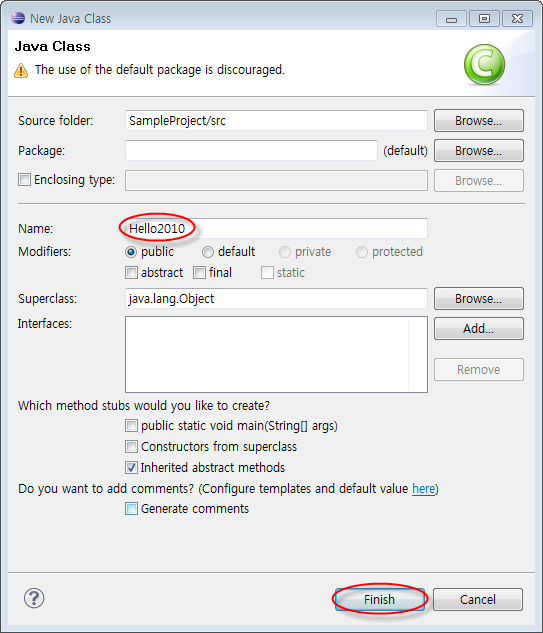 New Java Class
Java Class
The use of the default package is discouraged.
Source folder: SampleProject/src Browse...
Package: (default) Browse...
Enclosing type: Browse...
Name: Hello2010
Modifiers: public default private protected
abstract final static
Superclass: java.lang.Object Browse...
Interfaces: Add...
Remove
Which method stubs would you like to create?
public static void main(String[] args)
Constructors from superclass
Inherited abstract methods
Do you want to add comments? (Configure templates and default value here)
Generate comments
? Finish Cancel